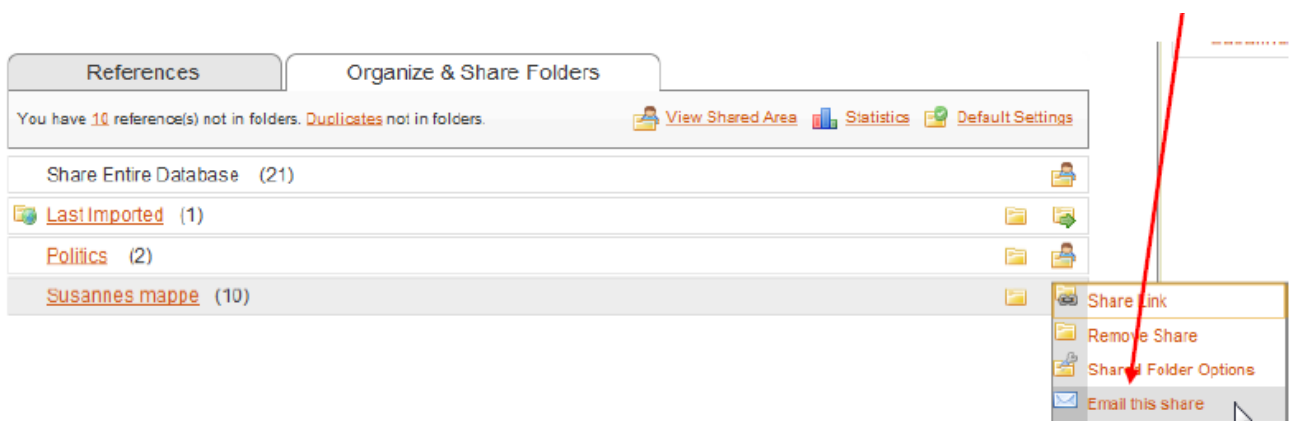 References
Organize & Share Folders
You have 10 reference(s) not in folders. Duplicates not in folders.
View Shared Area
Statistics
Default Settings
Share Entire Database (21)
Last Imported (1)
Politics (2)
Susannes mappe (10)
Share Link
Remove Share
Shared Folder Options
Email this share